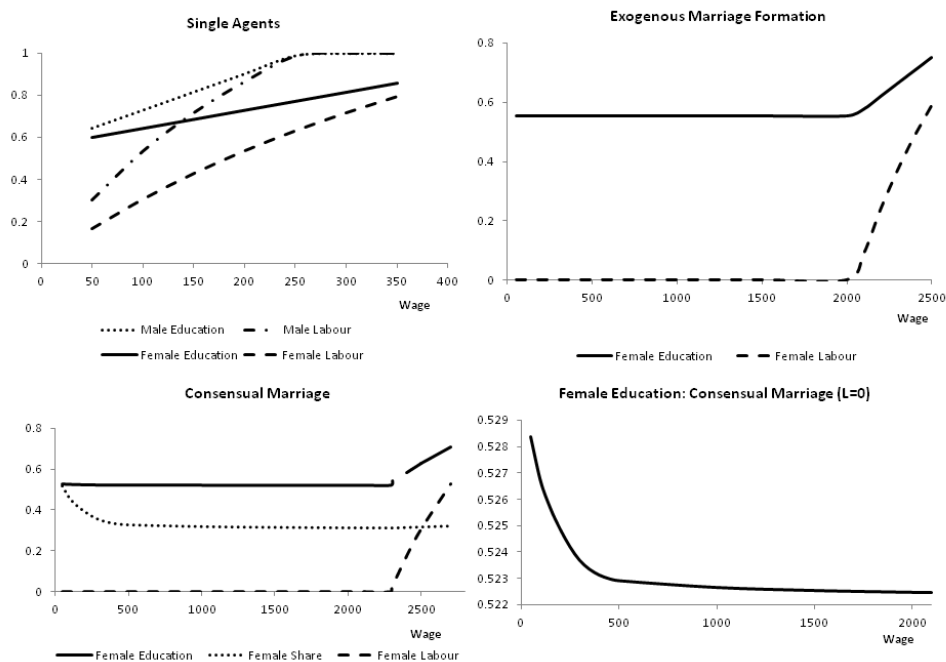 Single Agents
1
0.8
0.6
0.4
0.2
0
0 50 100 150 200 250 300 350 400
Wage
Male Education Male Labour
Female Education Female Labour
Exogenous Marriage Formation
0.8
0.6
0.4
0.2
0
0 500 1000 1500 2000 2500
Wage
Female Education Female Labour
Consensual Marriage
0.8
0.6
0.4
0.2
0
0 500 1000 1500 2000 2500
Wage
Female Education Female Share Female Labour
Female Education: Consensual Marriage (L=0)
0.529
0.528
0.527
0.526
0.525
0.524
0.523
0.522
0 500 1000 1500 2000
Wage